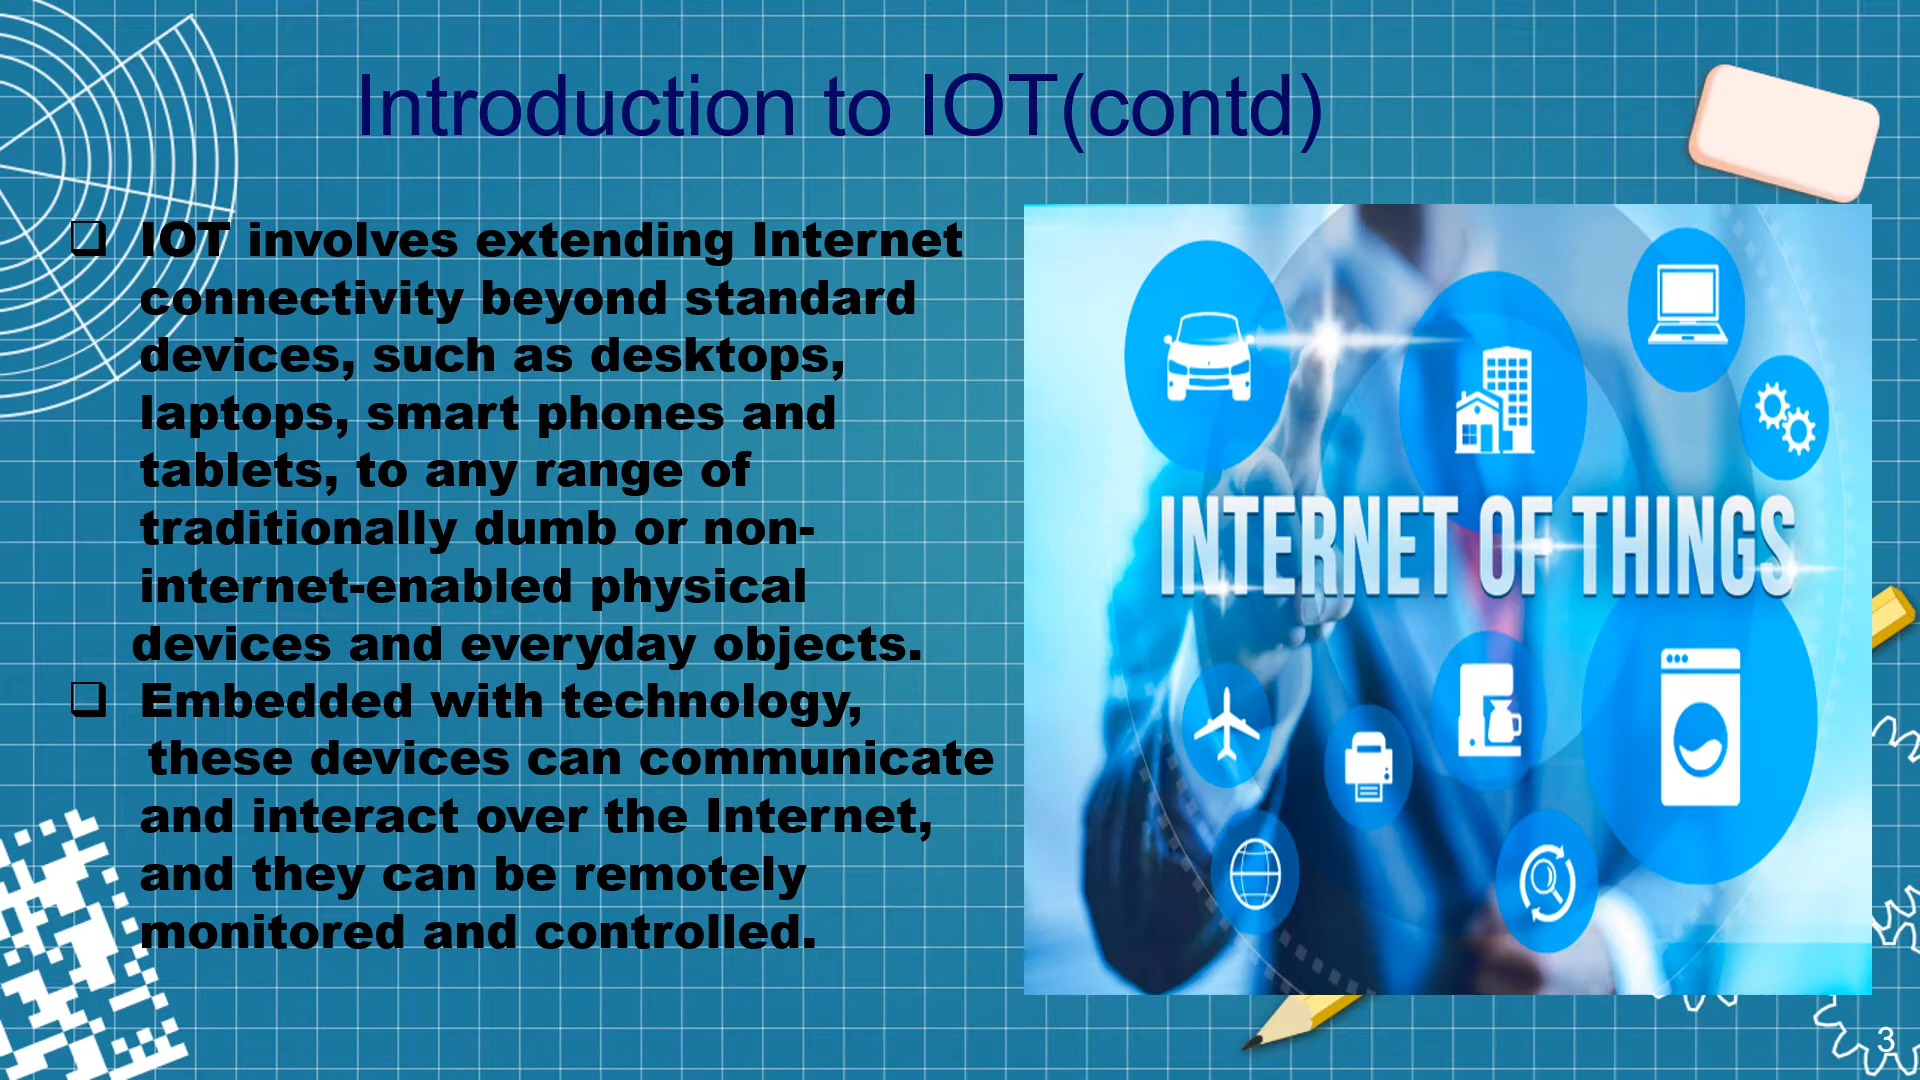 Introduction to IOT(contd)
❑ IOT involves extending Internet
connectivity beyond standard
devices, such as desktops,
laptops, smart phones and
tablets, to any range of
traditionally dumb or non-
internet-enabled physical
devices and everyday objects.
❑ Embedded with technology,
these devices can communicate
and interact over the Internet,
and they can be remotely
monitored and controlled.
INTERNET OF THINGS
3